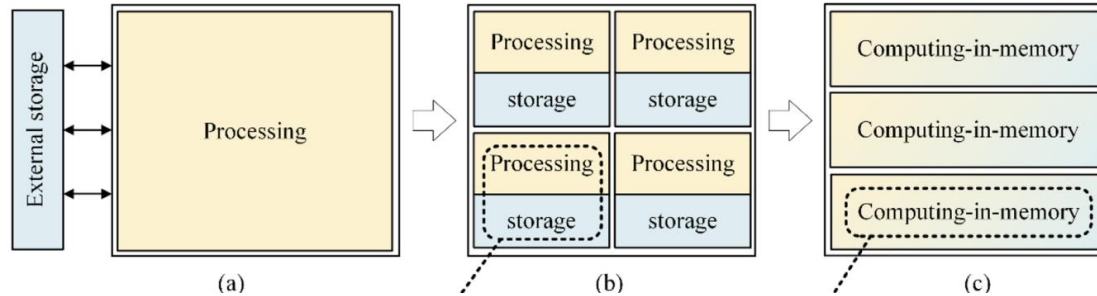 External storage
Processing
(a)
Processing
storage
Processing
storage
Processing
storage
Processing
storage
(b)
Computing-in-memory
Computing-in-memory
Computing-in-memory
(c)